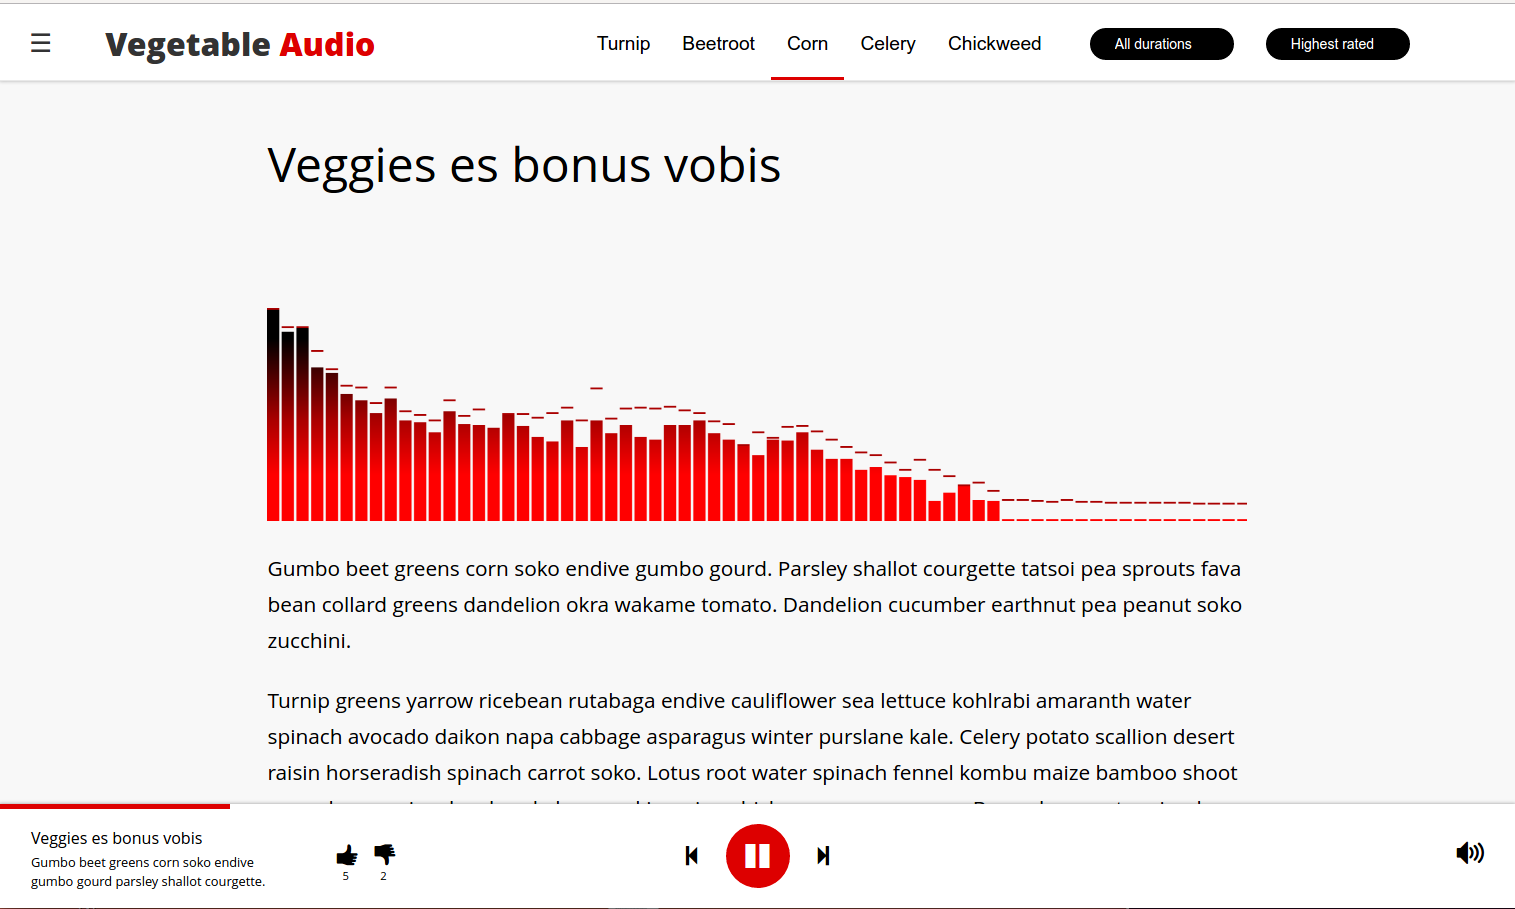 ☰ Vegetable Audio Turnip Beetroot Corn Celery Chickweed All durations Highest rated
Veggies es bonus vobis
Gumbo beet greens corn soko endive gumbo gourd. Parsley shallot courgette tatsoi pea sprouts fava
bean collard greens dandelion okra wakame tomato. Dandelion cucumber earthnut pea peanut soko
zucchini.
Turnip greens yarrow ricebean rutabaga endive cauliflower sea lettuce kohlrabi amaranth water
spinach avocado daikon napa cabbage asparagus winter purslane kale. Celery potato scallion desert
raisin horseradish spinach carrot soko. Lotus root water spinach fennel kombu maize bamboo shoot
Veggies es bonus vobis
Gumbo beet greens corn soko endive
gumbo gourd parsley shallot courgette.
5 2